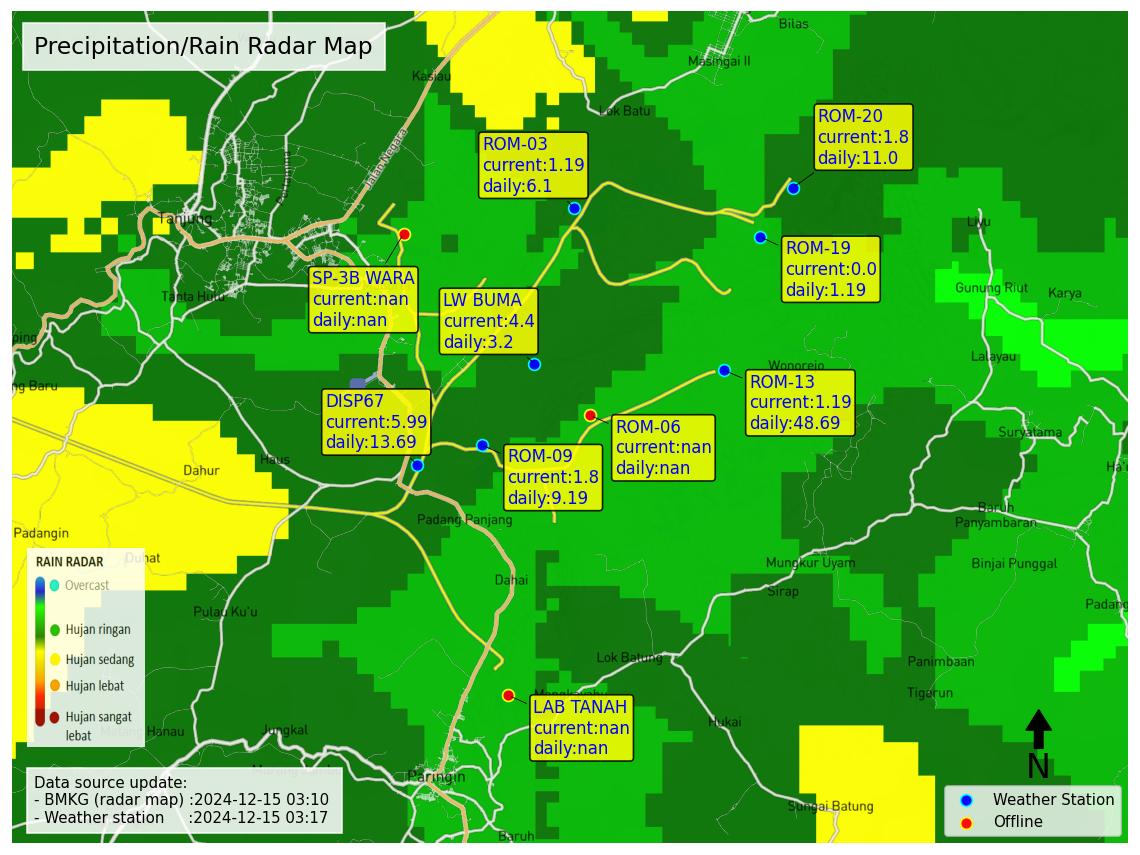 Precipitation/Rain Radar Map
Bilas
Masingai II
Kasiau
Lok Batu
Jalan Negara
ROM-20
current:1.8
daily:11.0
ROM-03
current:1.19
daily:6.1
Tanjung
Liyu
ROM-19
current:0.0
daily:1.19
SP-3B WARA
current:nan
daily:nan
Tanta Hulu
LW BUMA
current:4.4
daily:3.2
Gunung Riut
Karya
ping
Lalayau
Wonorejo
ng Baru
ROM-13
current:1.19
daily:48.69
DISP67
current:5.99
daily:13.69
ROM-06
current:nan
daily:nan
Suryatama
Haus
Dahur
ROM-09
current:1.8
daily:9.19
Baruh
Panyambaran
Padang Panjang
Padangin
Duhat
Mungkur Uyam
Binjai Punggal
Dahai
Sirap
Padang
Pulau Ku'u
RAIN RADAR
Overcast
Hujan ringan
Hujan sedang
Hujan lebat
Hujan sangat
lebat
Lok Batung
Panimbaan
Tigarun
LAB TANAH
current:nan
daily:nan
Hukai
Hanau
Jungkal
Paringin
N
Data source update:
- BMKG (radar map) :2024-12-15 03:10
- Weather station :2024-12-15 03:17
Sungai Batung
Weather Station
Offline
Baruh